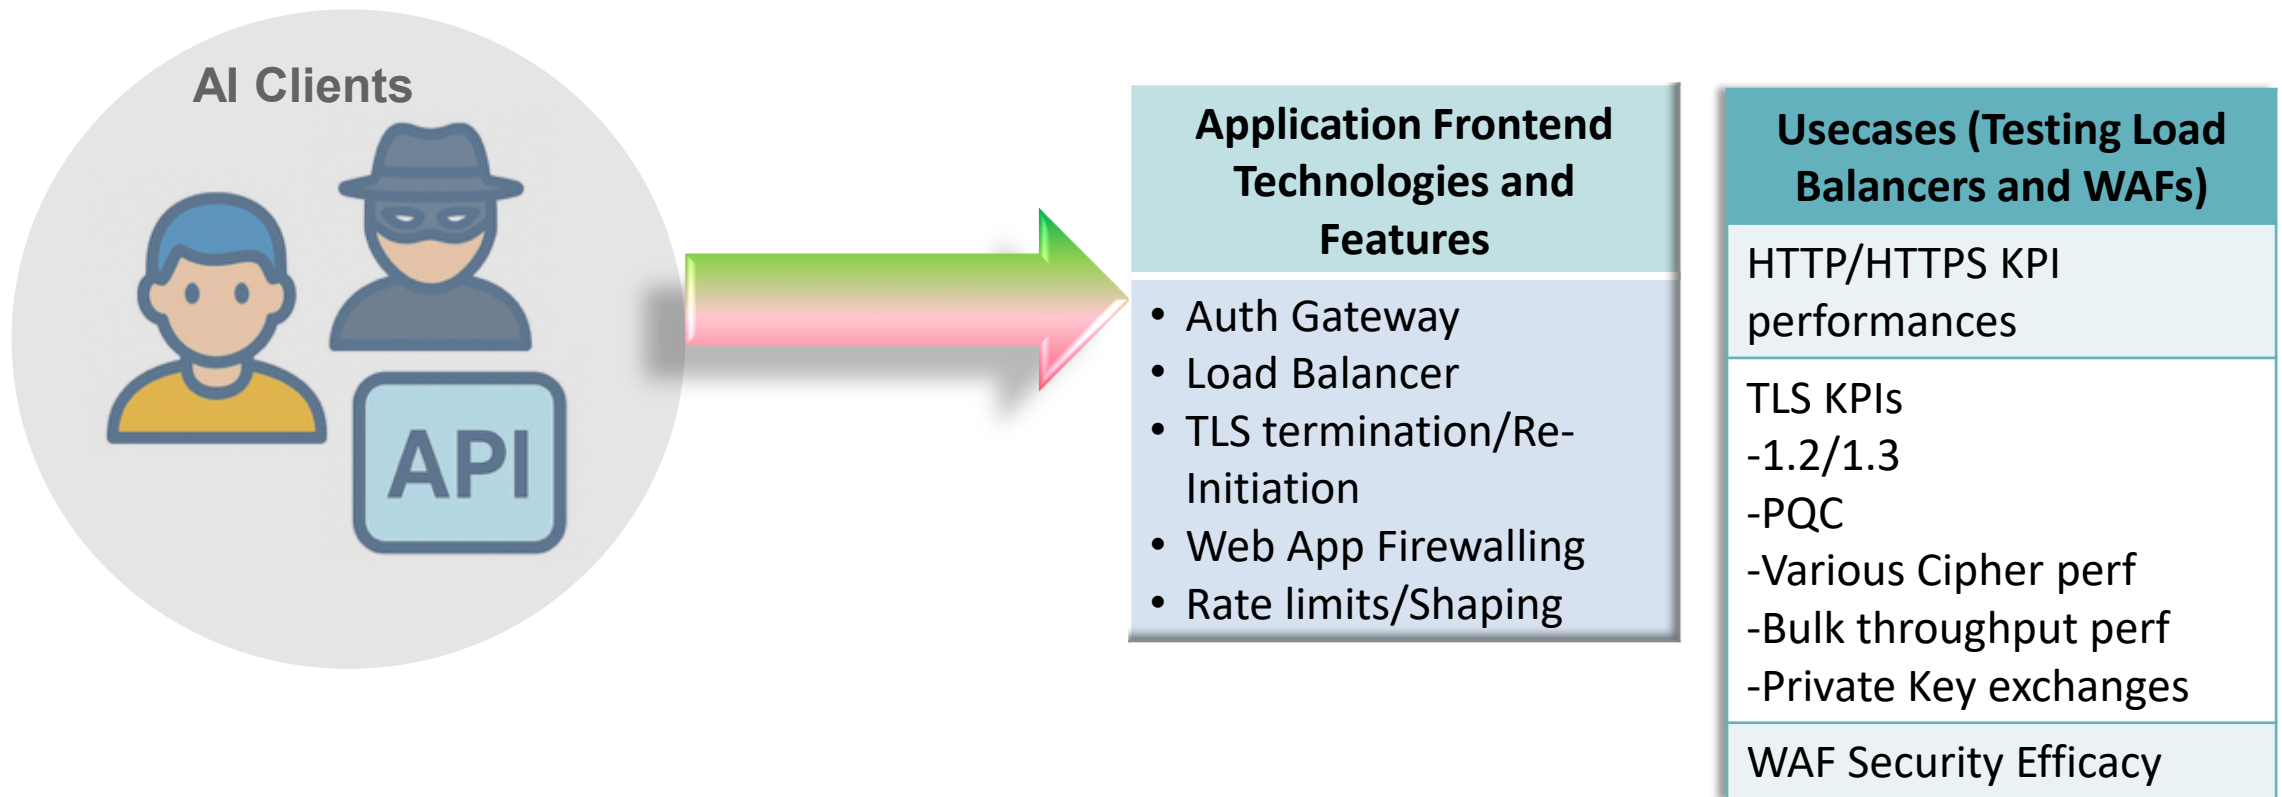 AI Clients
API
Application Frontend
Technologies and
Features
• Auth Gateway
• Load Balancer
• TLS termination/Re-
Initiation
• Web App Firewalling
• Rate limits/Shaping
Usecases (Testing Load
Balancers and WAFs)
HTTP/HTTPS KPI
performances
TLS KPIs
-1.2/1.3
-PQC
-Various Cipher perf
-Bulk throughput perf
-Private Key exchanges
WAF Security Efficacy